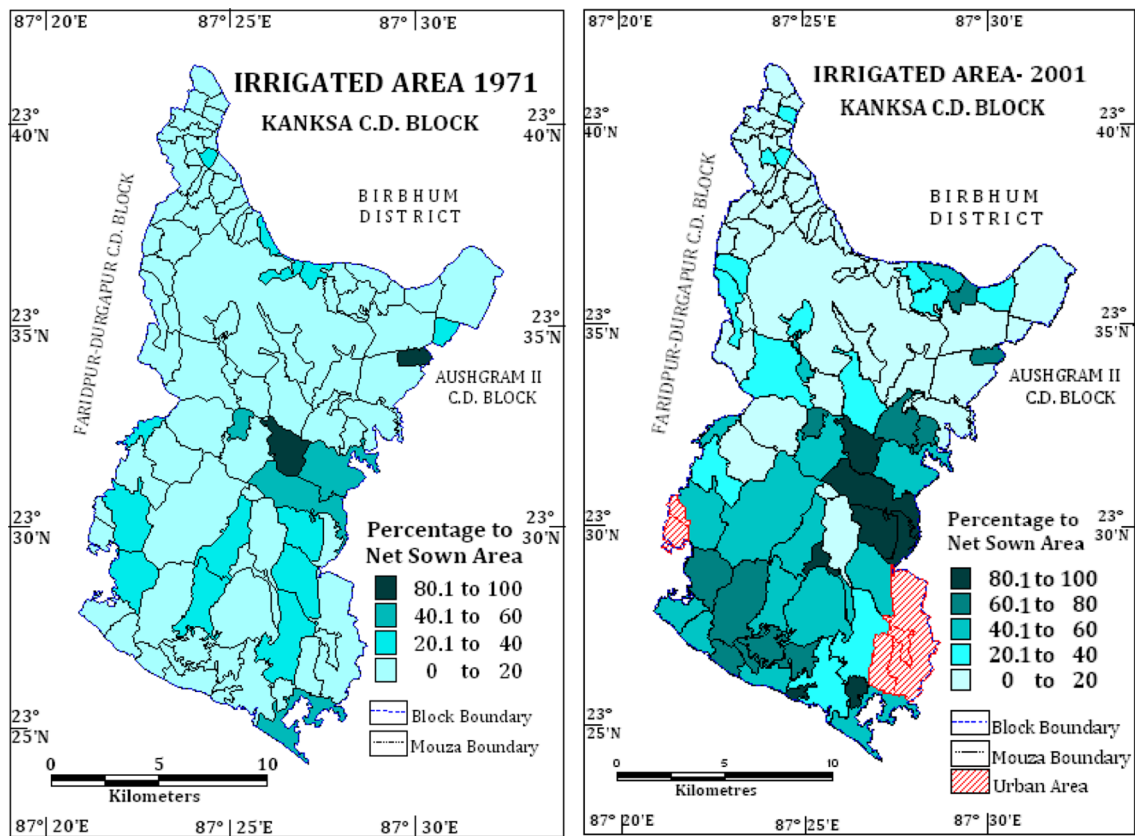 87° 20'E
87° 25'E
87° 30'E
IRRIGATED AREA 1971
KANKSA C.D. BLOCK
23°
40'N
23°
40'N
BIRBHUM
DISTRICT
FARIDPUR-DURGAPUR C.D. BLOCK
23°
35'N
23°
35'N
AUSHGRAM II
C.D. BLOCK
23°
30'N
23°
30'N
Percentage to
Net Sown Area
80.1 to 100
40.1 to 60
20.1 to 40
0 to 20
23°
25'N
Block Boundary
Mouza Boundary
0 5 10
Kilometers
87° 20'E
87° 25'E
87° 30'E
87° 20'E
87° 25'E
87° 30'E
IRRIGATED AREA- 2001
KANKSA C.D. BLOCK
23°
40'N
23°
40'N
BIRBHUM
DISTRICT
FARIDPUR-DURGAPUR C.D. BLOCK
23°
35'N
23°
35'N
AUSHGRAM II
C.D. BLOCK
23°
30'N
23°
30'N
Percentage to
Net Sown Area
80.1 to 100
60.1 to 80
40.1 to 60
20.1 to 40
0 to 20
23°
25'N
Block Boundary
Mouza Boundary
Urban Area
0 5 10
Kilometres
87° 20'E
87° 25'E
87° 30'E